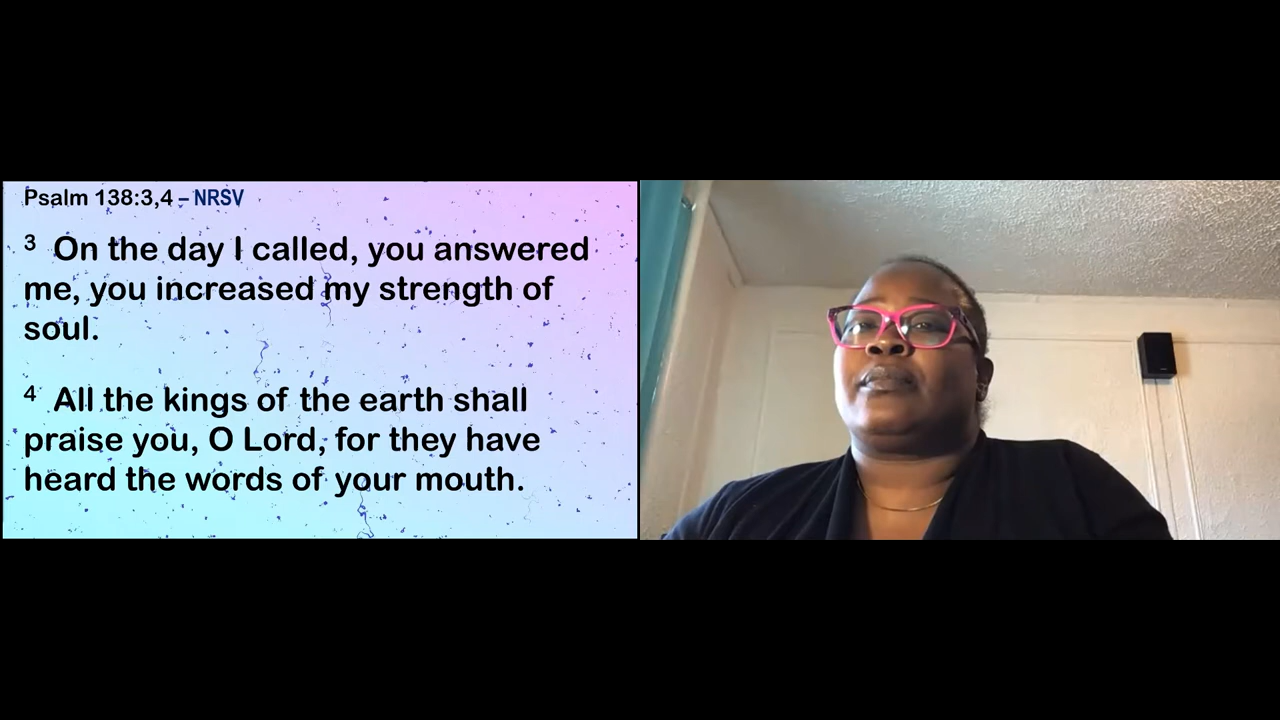 Psalm 138:3,4 – NRSV
3 On the day I called, you answered
me, you increased my strength of
soul.
4 All the kings of the earth shall
praise you, O Lord, for they have
heard the words of your mouth.